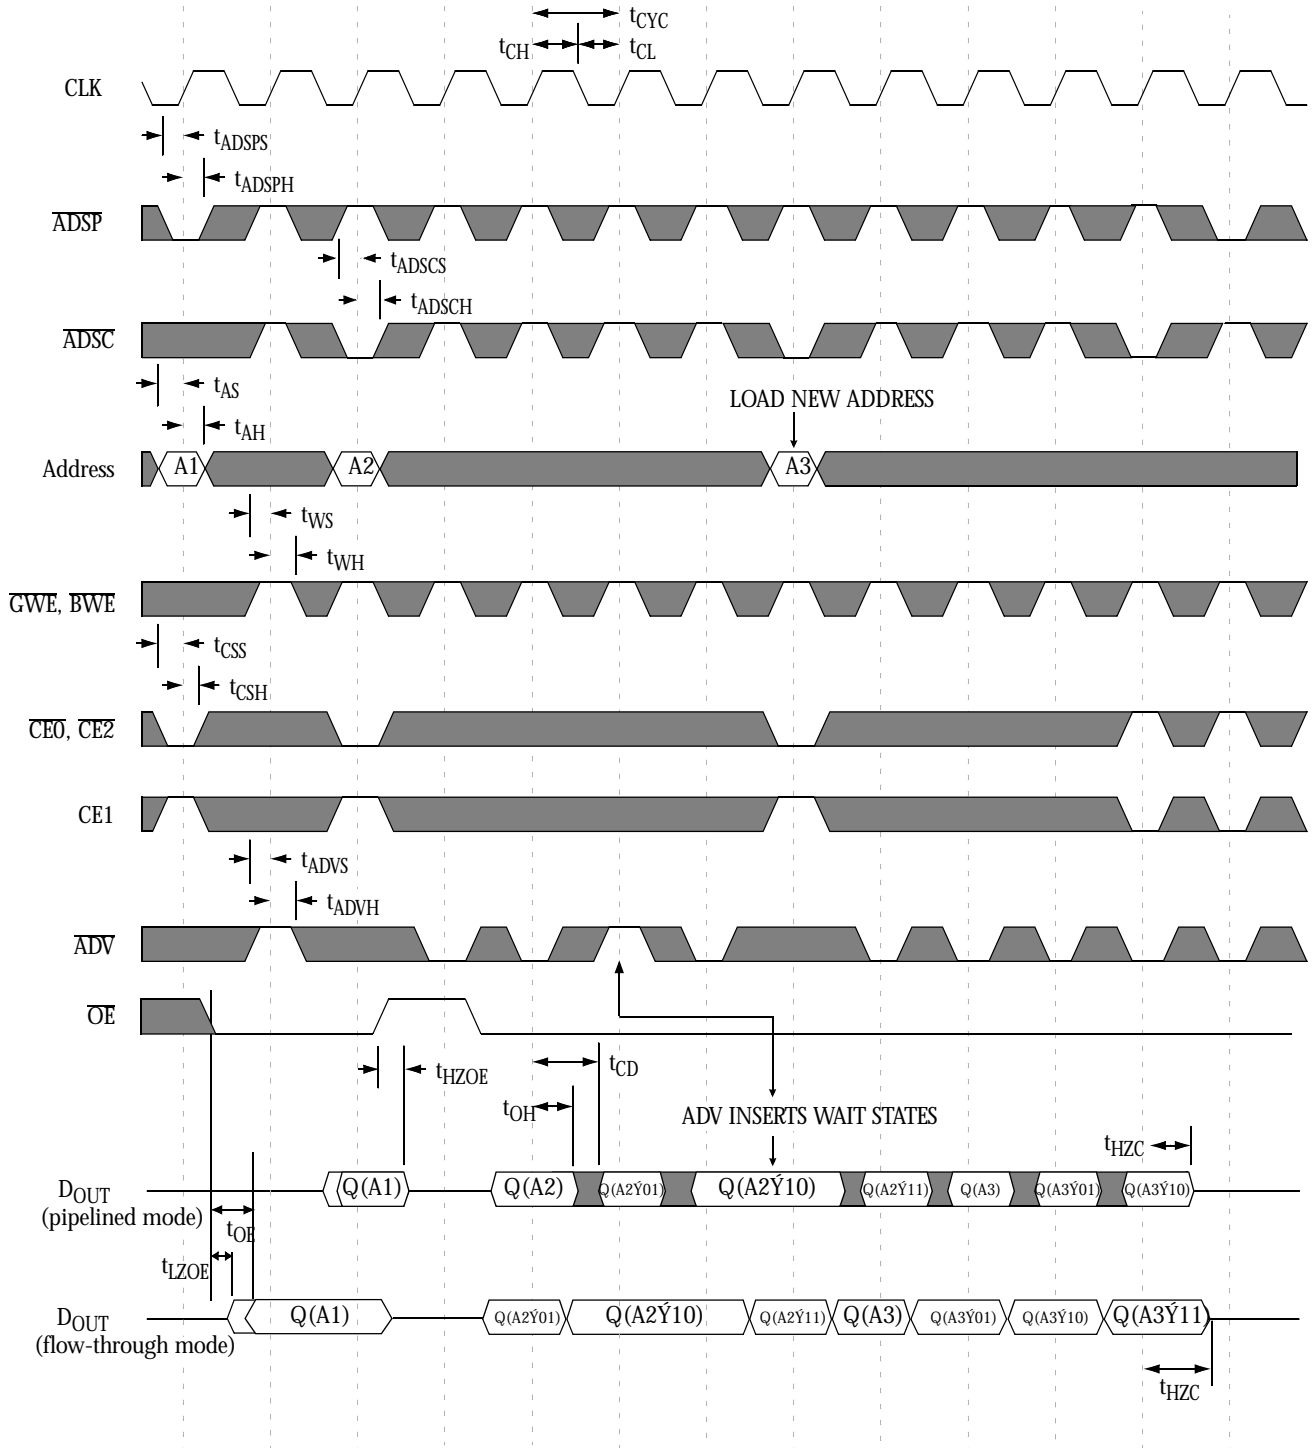 tCYC
tCH
tCL
CLK
tADSPS
tADSPH
ADSP
tADSCS
tADSCH
ADSC
tAS
LOAD NEW ADDRESS
tAH
Address
A1
A2
A3
tWS
tWH
GWE, BWE
tCSS
tCSH
CE0, CE2
CE1
tADVS
tADVH
ADV
OE
tHZOE
tCD
tOH
ADV INSERTS WAIT STATES
tHZC
DOUT
(pipelined mode)
Q(A1)
Q(A2)
Q(A2Ý01)
Q(A2Ý10)
Q(A2Ý11)
Q(A3)
Q(A3Ý01)
Q(A3Ý10)
tOE
tLZOE
DOUT
(flow-through mode)
Q(A1)
Q(A2Ý01)
Q(A2Ý10)
Q(A2Ý11)
Q(A3)
Q(A3Ý01)
Q(A3Ý10)
Q(A3Ý11)
tHZC